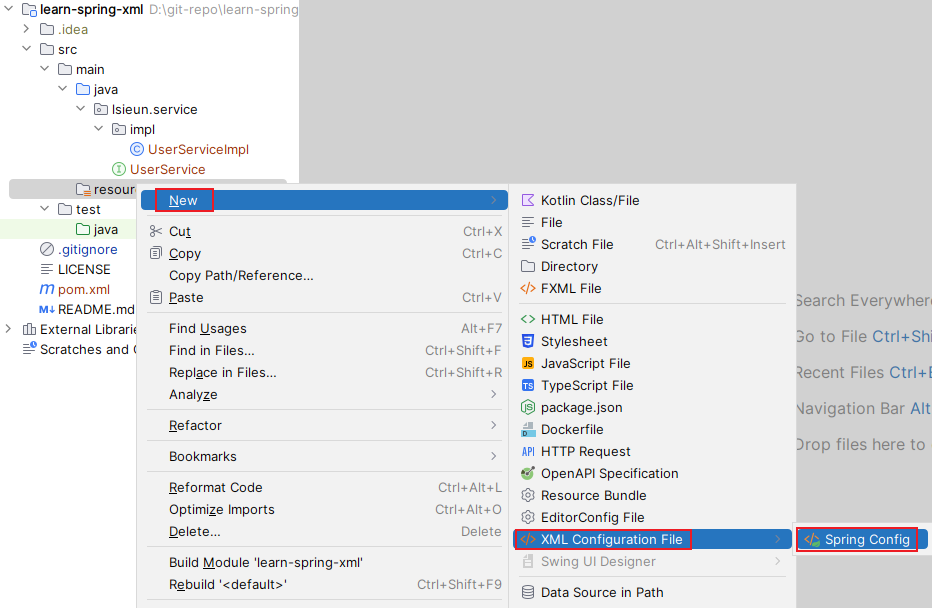 learn-spring-xml D:\git-repo\learn-spring
.idea
src
main
java
lsieun.service
impl
UserServiceImpl
UserService
resour
test
java
.gitignore
LICENSE
pom.xml
README.md
External Librarie
Scratches and C
New
Cut Ctrl+X
Copy Ctrl+C
Copy Path/Reference...
Paste Ctrl+V
Find Usages Alt+F7
Find in Files... Ctrl+Shift+F
Replace in Files... Ctrl+Shift+R
Analyze
Refactor
Bookmarks
Reformat Code Ctrl+Alt+L
Optimize Imports Ctrl+Alt+O
Delete... Delete
Build Module 'learn-spring-xml'
Rebuild '<default>' Ctrl+Shift+F9
Kotlin Class/File
File
Scratch File Ctrl+Alt+Shift+Insert
Directory
FXML File
HTML File
Stylesheet
JavaScript File
TypeScript File
package.json
Dockerfile
HTTP Request
OpenAPI Specification
Resource Bundle
EditorConfig File
XML Configuration File
Swing UI Designer
Data Source in Path
Spring Config
Search Everywhere
Go to File Ctrl+Shi
Recent Files Ctrl+E
Navigation Bar Alt
Drop files here to